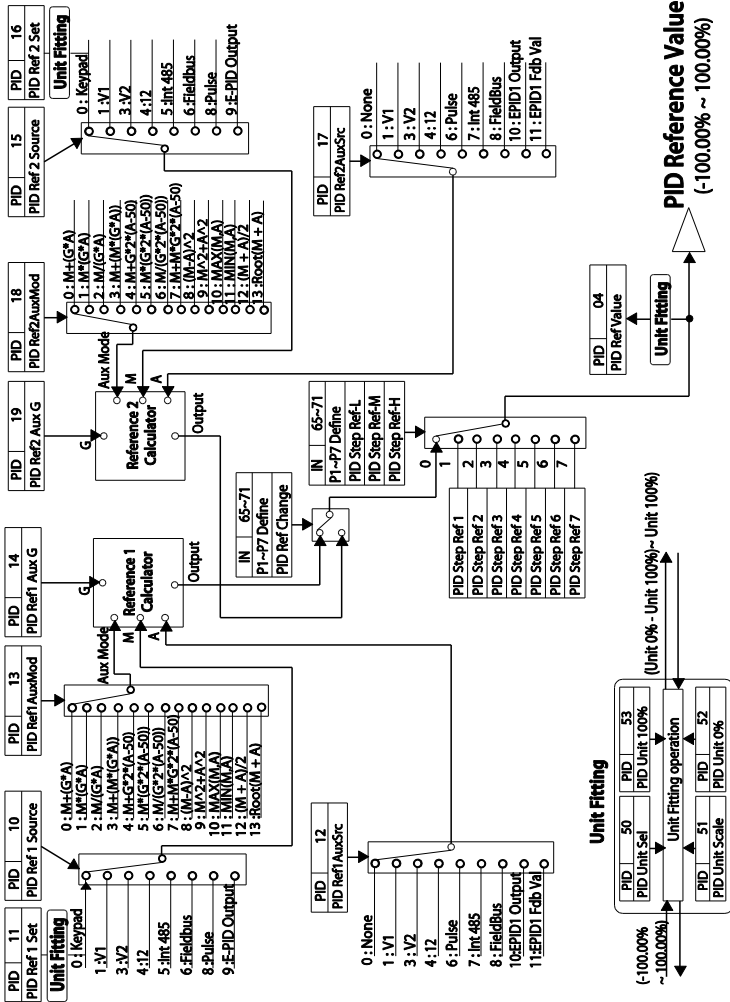 PID 11
PID Ref 1 Set
Unit Fitting
PID 10
PID Ref 1 Source
0 : Keypad
1 :V1
3 :V2
4 :12
5 :Int 485
6 :Fieldbus
8 :Pulse
9 :E-PID Output
PID 13
PID Ref1AuxMod
0 : M+(G*A)
1 : M*(G*A)
2 : M/(G*A)
3 : M+(M*(G*A))
4 : M+G*2*(A-50)
5 : M*(G*2*(A-50))
6 : M/(G*2*(A-50))
7 : M+M*G*2*(A-50)
8 : (M-A)^2
9 : M^2+A^2
10 : MAX(M,A)
11 : MIN(M,A)
12 : (M + A)/2
13 :Root(M + A)
PID 14
PID Ref1 Aux G
G
Aux Mode
M
A
Reference 1
Calculator
Output
PID 12
PID Ref1AuxSrc
0 : None
1 : V1
3 : V2
4 : 12
6 : Pulse
7 : Int 485
8 : FieldBus
10:EPID1 Output
11:EPID1 Fdb Val
PID 19
PID Ref2 Aux G
G
Aux Mode
M
A
Reference 2
Calculator
Output
PID 18
PID Ref2AuxMod
0 : M+(G*A)
1 : M*(G*A)
2 : M/(G*A)
3 : M+(M*(G*A))
4 : M+G*2*(A-50)
5 : M*(G*2*(A-50))
6 : M/(G*2*(A-50))
7 : M+M*G*2*(A-50)
8 : (M-A)^2
9 : M^2+A^2
10 : MAX(M,A)
11 : MIN(M,A)
12 : (M + A)/2
13 :Root(M + A)
PID 15
PID Ref 2 Source
PID 16
PID Ref 2 Set
Unit Fitting
0 : Keypad
1 :V1
3 :V2
4 :12
5 :Int 485
6 :Fieldbus
8 :Pulse
9 :E-PID Output
PID 17
PID Ref2AuxSrc
0 : None
1 : V1
3 : V2
4 : 12
6 : Pulse
7 : Int 485
8 : FieldBus
10 : EPID1 Output
11 : EPID1 Fdb Val
IN 65~71
P1~P7 Define
PID Ref Change
IN 65~71
P1~P7 Define
PID Step Ref-L
PID Step Ref-M
PID Step Ref-H
0
1
2
3
4
5
6
7
PID Step Ref 1
PID Step Ref 2
PID Step Ref 3
PID Step Ref 4
PID Step Ref 5
PID Step Ref 6
PID Step Ref 7
PID 04
PID Ref Value
Unit Fitting
PID Reference Value
(-100.00% ~ 100.00%)
Unit Fitting
PID 50
PID Unit Sel
PID 53
PID Unit 100%
Unit Fitting operation
PID 51
PID Unit Scale
PID 52
PID Unit 0%
(-100.00%
~ 100.00%)
(Unit 0% - Unit 100%)~ Unit 100%)